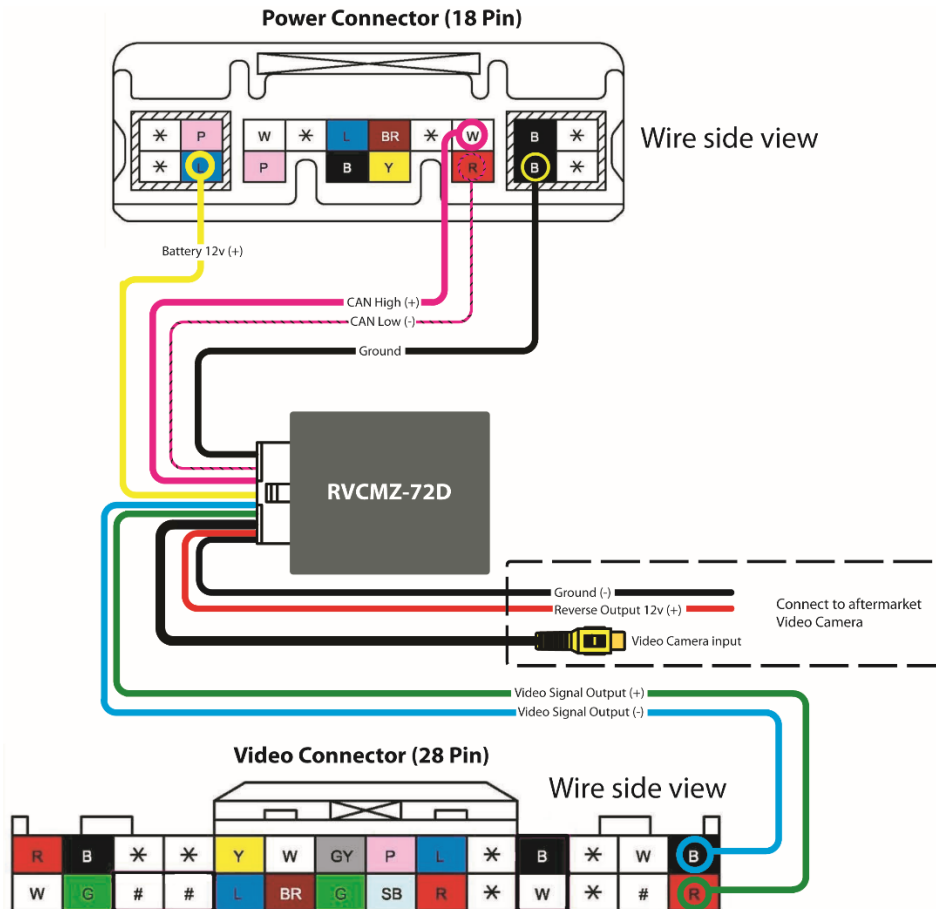 Power Connector (18 Pin)
Wire side view
* P W * L BR * W B *
* L P B Y R B *
Battery 12v (+)
CAN High (+)
CAN Low (-)
Ground
RVCMZ-72D
Ground (-)
Reverse Output 12v (+)
Connect to aftermarket
Video Camera
Video Camera input
Video Signal Output (+)
Video Signal Output (-)
Video Connector (28 Pin)
Wire side view
R B * * Y W GY P L * B * W B
W G # # L BR G SB R * W * # R